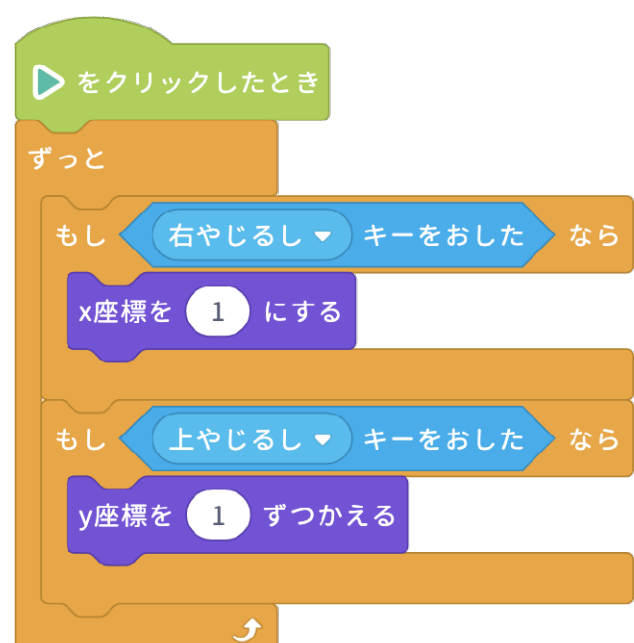 をクリックしたとき
ずっと
もし 右やじるし キーをおした なら
x座標を 1 にする
もし 上やじるし キーをおした なら
y座標を 1 ずつかえる